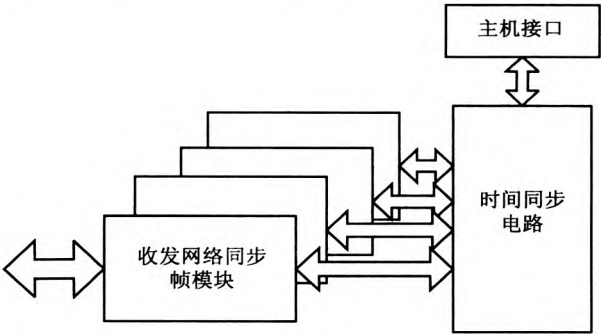 主机接口
时间同步
电路
收发网络同步
帧模块